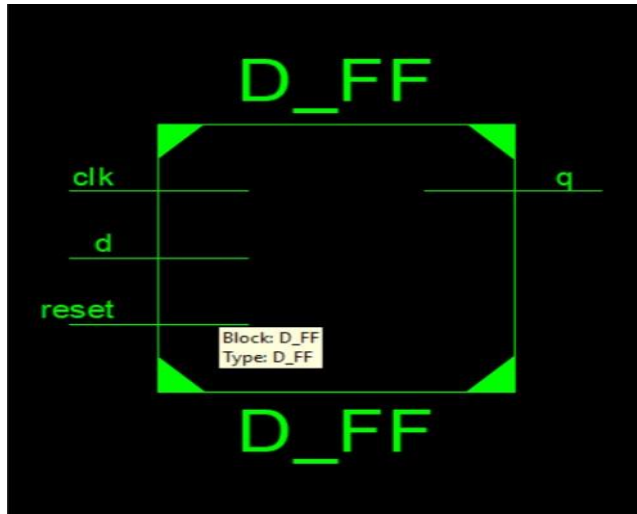 D_FF
clk
q
d
reset
Block: D_FF
Type: D_FF
D_FF